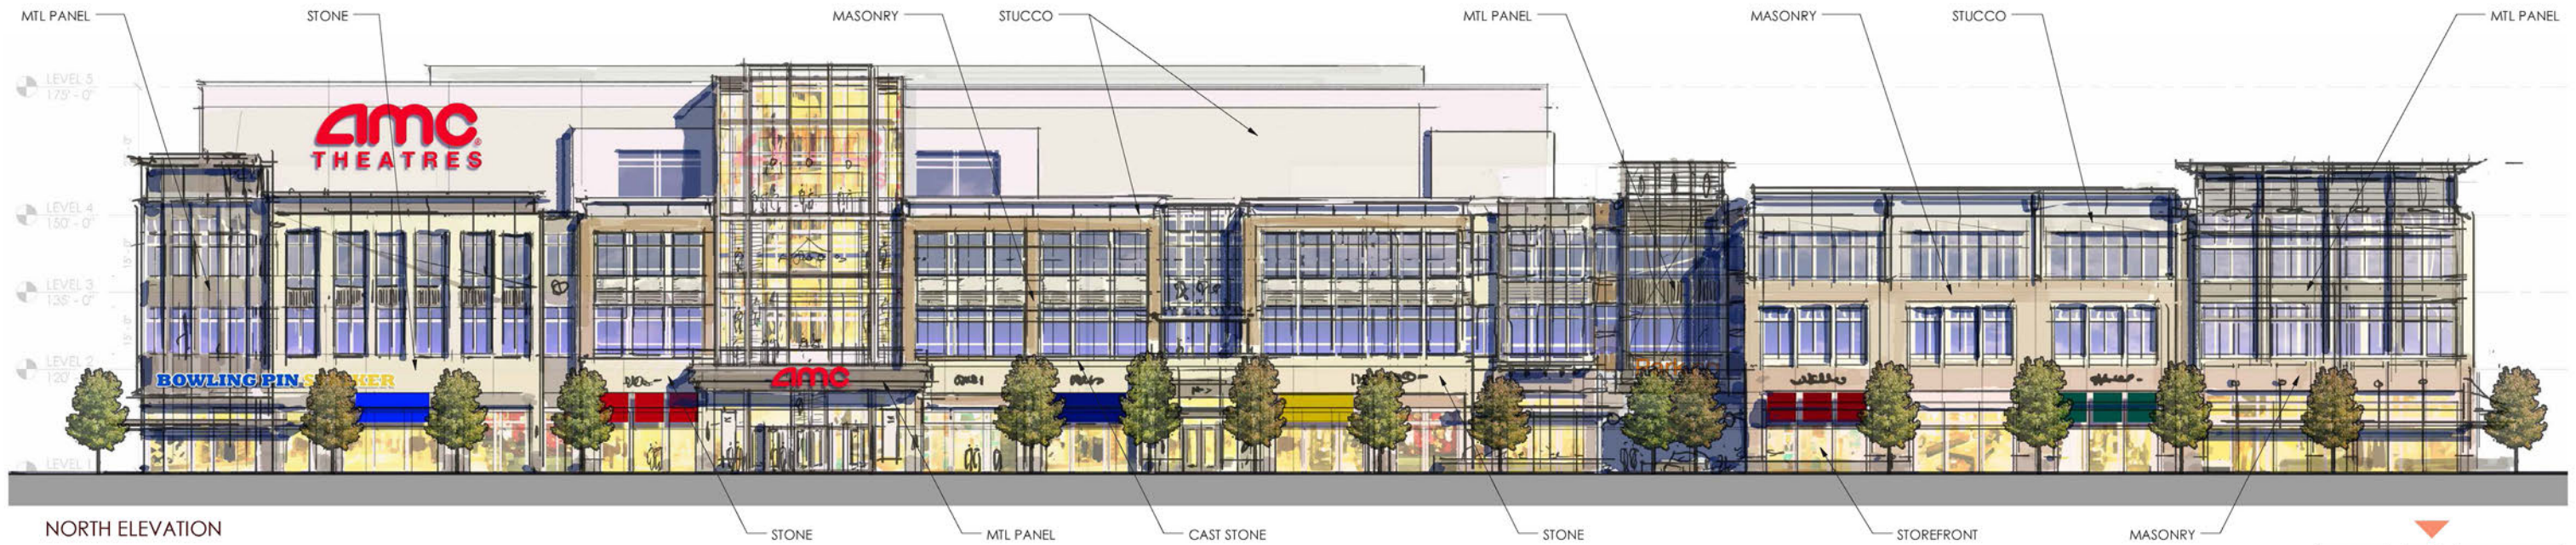 MTL PANEL
STONE
MASONRY
STUCCO
MTL PANEL
MASONRY
STUCCO
MTL PANEL
LEVEL 5
175' - 0"
amc
THEATRES
LEVEL 4
150' - 0"
LEVEL 3
135' - 0"
15' - 0"
LEVEL 2
120'
BOWLING PIN
amc
LEVEL 1
NORTH ELEVATION
STONE
MTL PANEL
CAST STONE
STONE
STOREFRONT
MASONRY